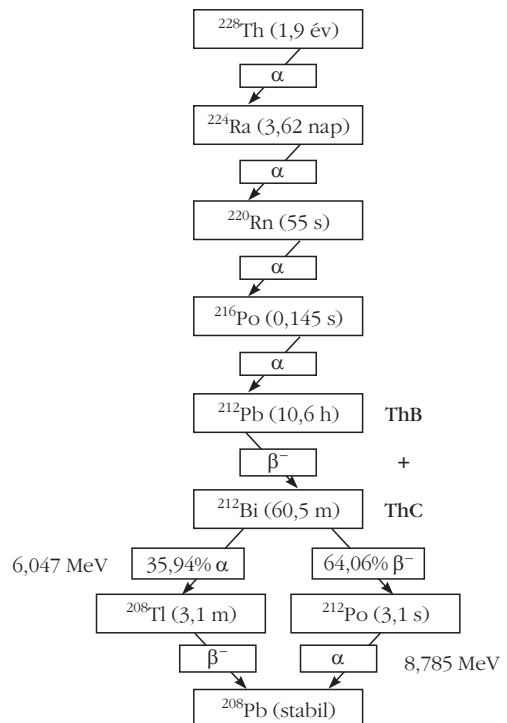 ²²⁸Th (1,9 év)
α
²²⁴Ra (3,62 nap)
α
²²⁰Rn (55 s)
α
²¹⁶Po (0,145 s)
α
²¹²Pb (10,6 h) ThB
β⁻ +
²¹²Bi (60,5 m) ThC
6,047 MeV 35,94% α 64,06% β⁻
²⁰⁸Tl (3,1 m) ²¹²Po (3,1 s)
β⁻ α 8,785 MeV
²⁰⁸Pb (stabil)